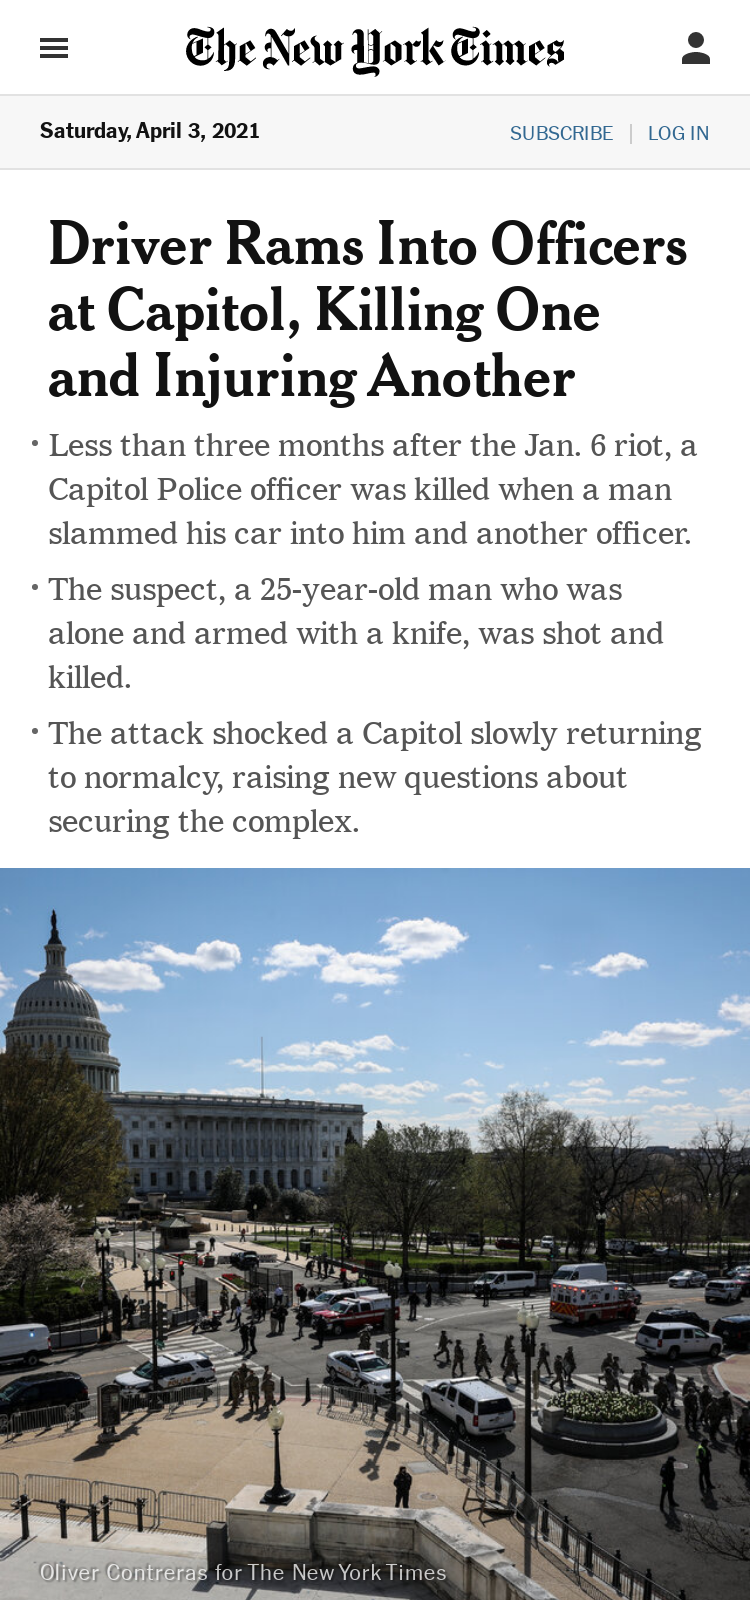 The New York Times
Saturday, April 3, 2021
SUBSCRIBE | LOG IN
Driver Rams Into Officers
at Capitol, Killing One
and Injuring Another
• Less than three months after the Jan. 6 riot, a
Capitol Police officer was killed when a man
slammed his car into him and another officer.
• The suspect, a 25-year-old man who was
alone and armed with a knife, was shot and
killed.
• The attack shocked a Capitol slowly returning
to normalcy, raising new questions about
securing the complex.
Oliver Contreras for The New York Times